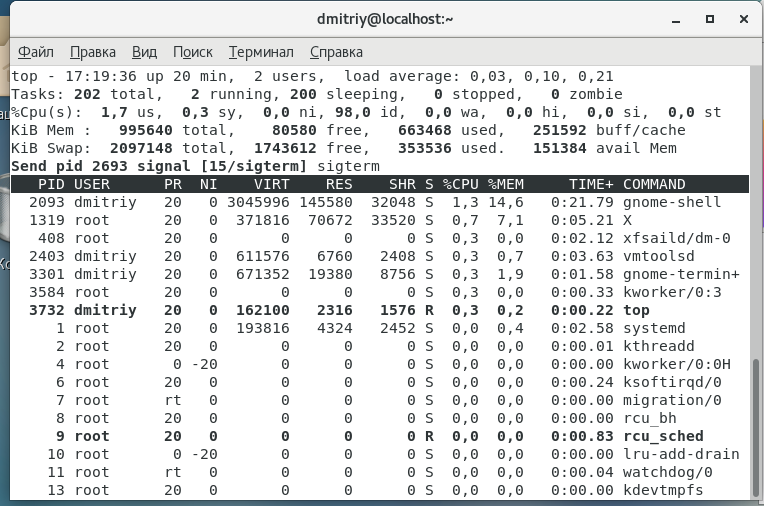 dmitriy@localhost:~
Файл Правка Вид Поиск Терминал Справка
top - 17:19:36 up 20 min,  2 users,  load average: 0,03, 0,10, 0,21
Tasks: 202 total,   2 running, 200 sleeping,   0 stopped,   0 zombie
%Cpu(s):  1,7 us,  0,3 sy,  0,0 ni, 98,0 id,  0,0 wa,  0,0 hi,  0,0 si,  0,0 st
KiB Mem :   995640 total,    80580 free,   663468 used,   251592 buff/cache
KiB Swap:  2097148 total,  1743612 free,   353536 used.   151384 avail Mem
Send pid 2693 signal [15/sigterm] sigterm
PID USER PR NI VIRT RES SHR S %CPU %MEM TIME+ COMMAND
2093 dmitriy 20 0 3045996 145580 32048 S 1,3 14,6 0:21.79 gnome-shell
1319 root 20 0 371816 70672 33520 S 0,7 7,1 0:05.21 X
408 root 20 0 0 0 0 S 0,3 0,0 0:02.12 xfsaild/dm-0
2403 dmitriy 20 0 611576 6760 2408 S 0,3 0,7 0:03.63 vmtoolsd
3301 dmitriy 20 0 671352 19380 8756 S 0,3 1,9 0:01.58 gnome-termin+
3584 root 20 0 0 0 0 S 0,3 0,0 0:00.33 kworker/0:3
3732 dmitriy 20 0 162100 2316 1576 R 0,3 0,2 0:00.22 top
1 root 20 0 193816 4324 2452 S 0,0 0,4 0:02.58 systemd
2 root 20 0 0 0 0 S 0,0 0,0 0:00.01 kthreadd
4 root 0 -20 0 0 0 S 0,0 0,0 0:00.00 kworker/0:0H
6 root 20 0 0 0 0 S 0,0 0,0 0:00.24 ksoftirqd/0
7 root rt 0 0 0 0 S 0,0 0,0 0:00.00 migration/0
8 root 20 0 0 0 0 S 0,0 0,0 0:00.00 rcu_bh
9 root 20 0 0 0 0 R 0,0 0,0 0:00.83 rcu_sched
10 root 0 -20 0 0 0 S 0,0 0,0 0:00.00 lru-add-drain
11 root rt 0 0 0 0 S 0,0 0,0 0:00.04 watchdog/0
13 root 20 0 0 0 0 S 0,0 0,0 0:00.00 kdevtmpfs